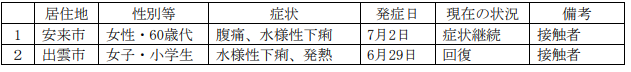 居住地 性別等 症状 発症日 現在の状況 備考
1 安来市 女性・60歳代 腹痛、水様性下痢 7月2日 症状継続 接触者
2 出雲市 女子・小学生 水様性下痢、発熱 6月29日 回復 接触者